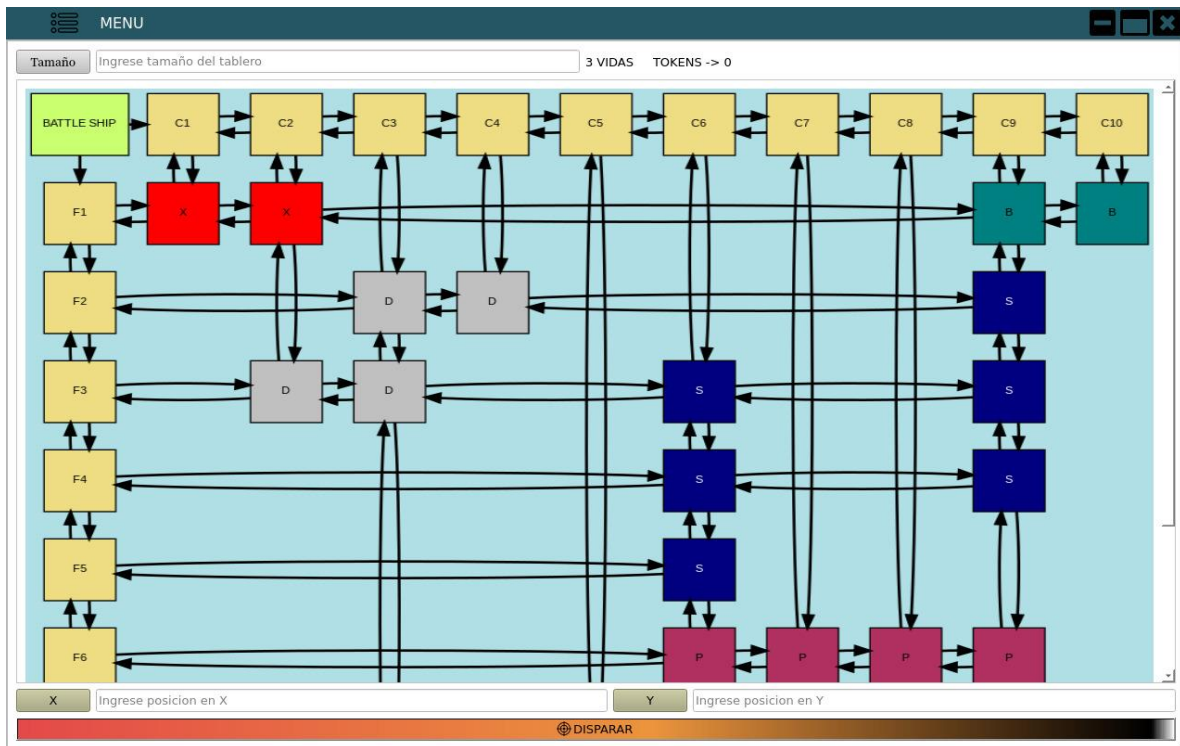 MENU
Tamaño Ingrese tamaño del tablero 3 VIDAS TOKENS -> 0
BATTLE SHIP C1 C2 C3 C4 C5 C6 C7 C8 C9 C10
F1 X X B B
F2 D D S
F3 D D S S
F4 S S
F5 S
F6 P P P P
X Ingrese posicion en X Y Ingrese posicion en Y
DISPARAR